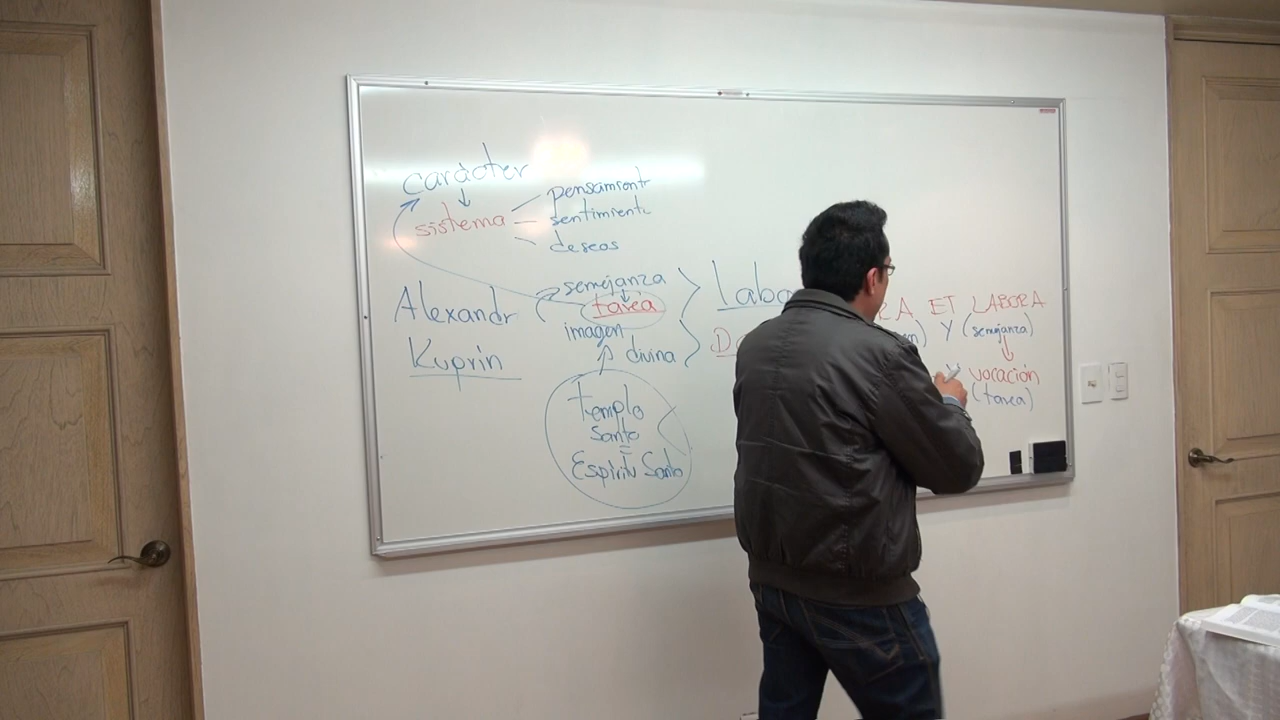 carácter
sistema
pensamient
sentimient
deseos
Alexandr
Kuprin
semejanza
tarea
imagen
divina
Templo
Santo
Espíritu Santo
Labo
RA ET LABORA
Y (semejanza)
vocación
(tarea)